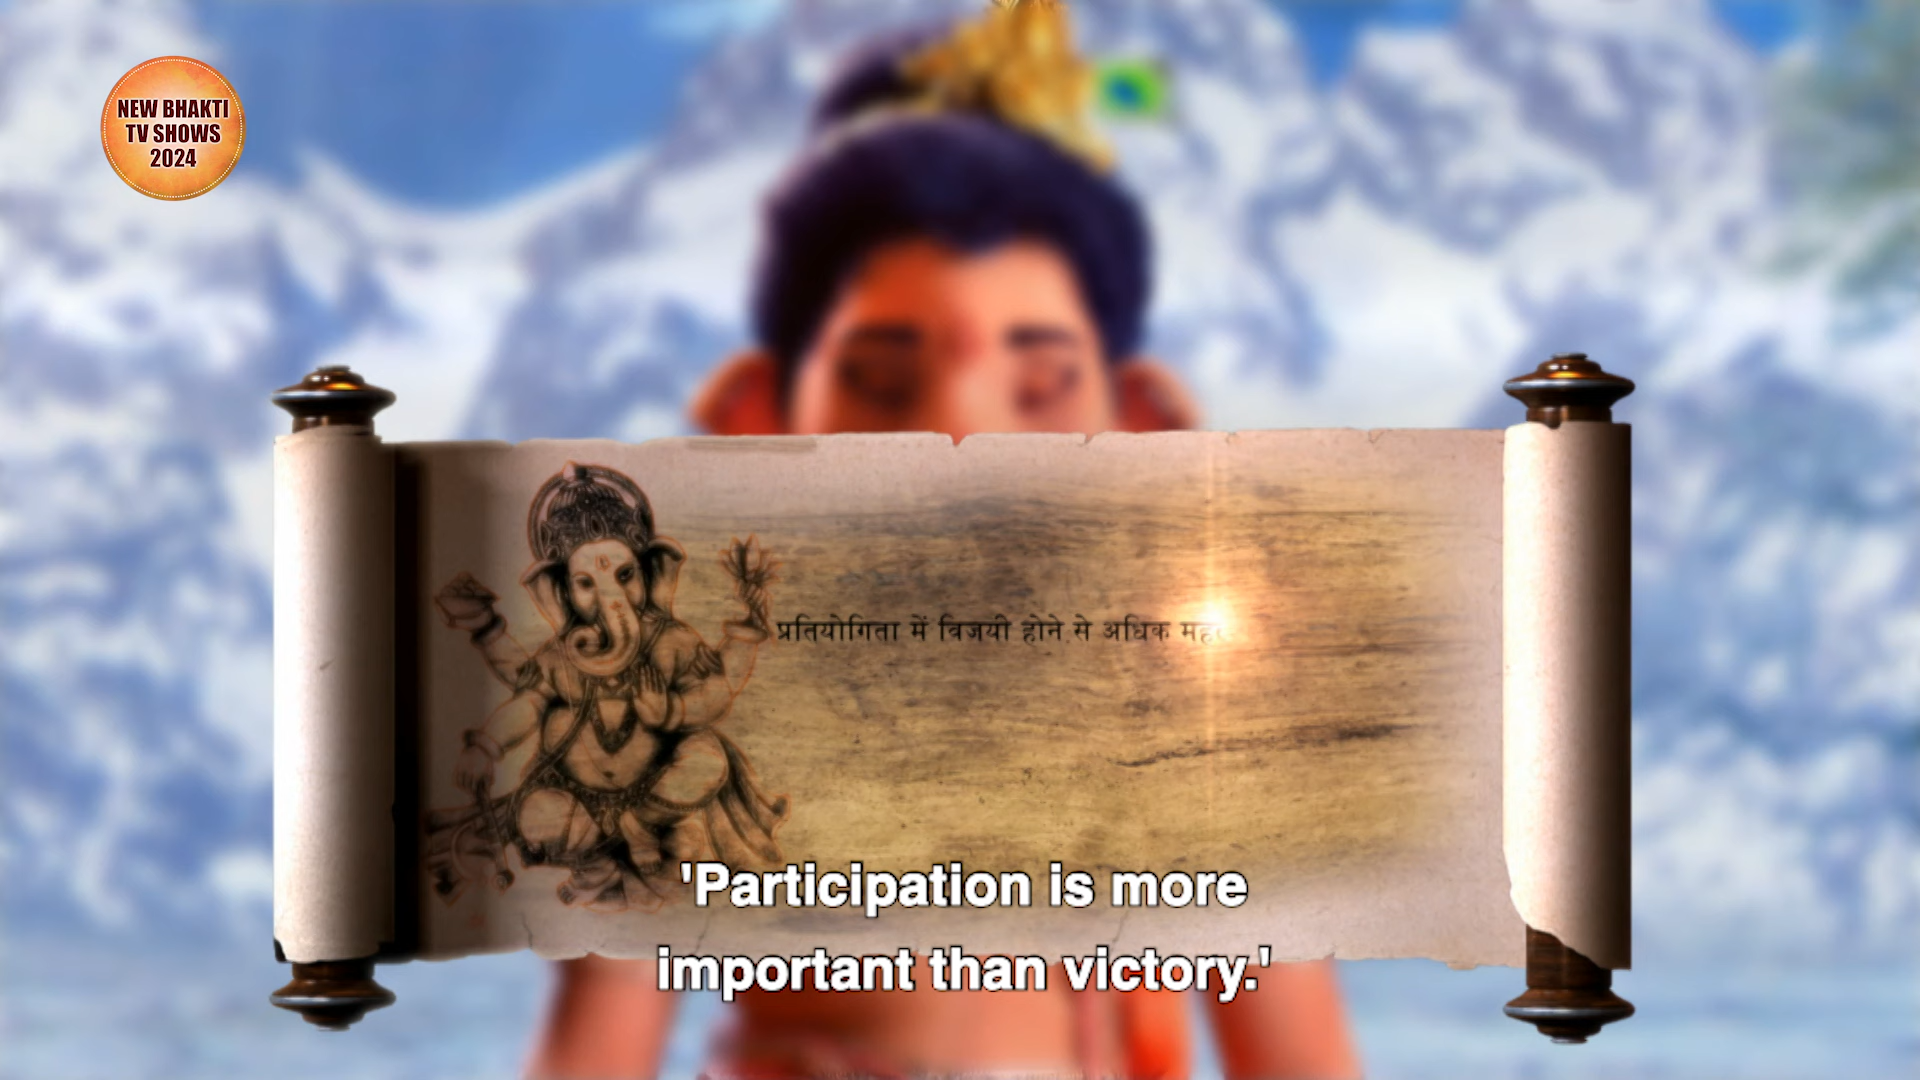 NEW BHAKTI
TV SHOWS
2024
प्रतियोगिता में विजयी होने से अधिक
'Participation is more
important than victory.'